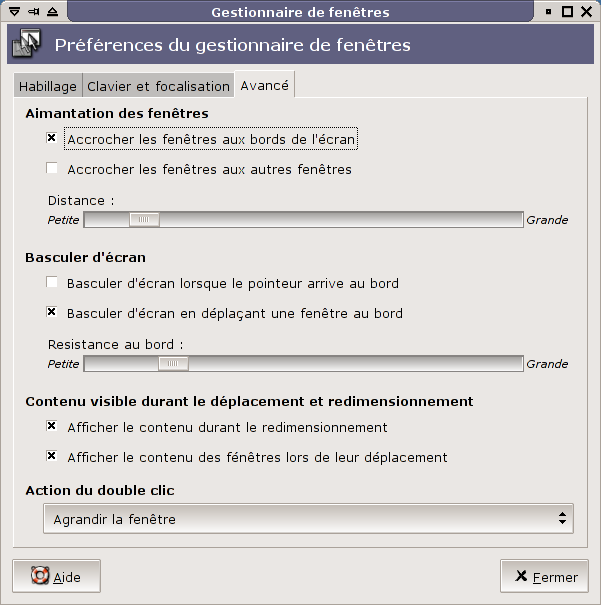 Gestionnaire de fenêtres
Préférences du gestionnaire de fenêtres
Habillage Clavier et focalisation Avancé
Aimantation des fenêtres
Accrocher les fenêtres aux bords de l'écran
Accrocher les fenêtres aux autres fenêtres
Distance :
Petite Grande
Basculer d'écran
Basculer d'écran lorsque le pointeur arrive au bord
Basculer d'écran en déplaçant une fenêtre au bord
Resistance au bord :
Petite Grande
Contenu visible durant le déplacement et redimensionnement
Afficher le contenu durant le redimensionnement
Afficher le contenu des fénêtres lors de leur déplacement
Action du double clic
Agrandir la fenêtre
Aide Fermer